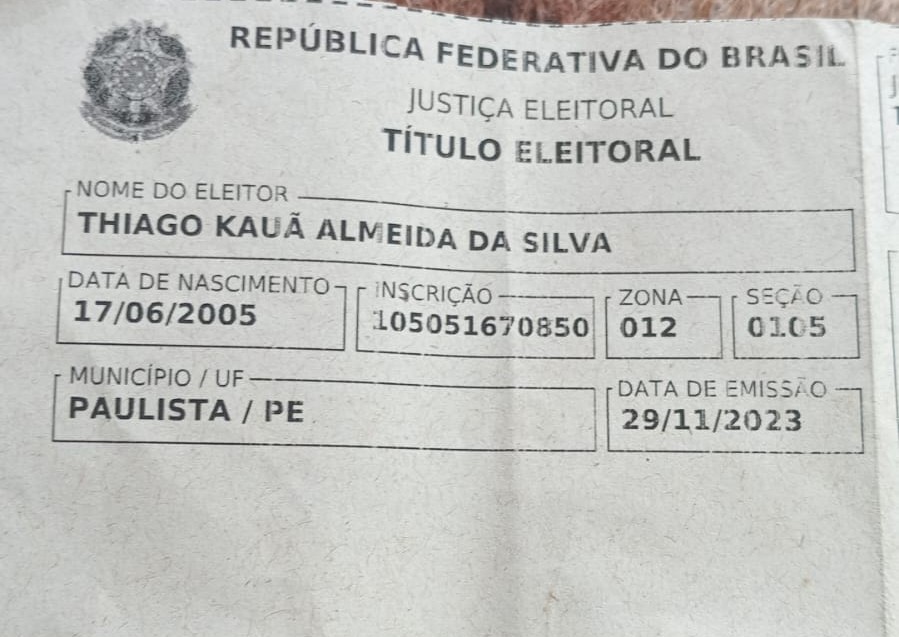 REPÚBLICA FEDERATIVA DO BRASIL
JUSTIÇA ELEITORAL
TÍTULO ELEITORAL
NOME DO ELEITOR
THIAGO KAUÃ ALMEIDA DA SILVA
DATA DE NASCIMENTO INSCRIÇÃO ZONA SEÇÃO
17/06/2005 105051670850 012 0105
MUNICÍPIO / UF DATA DE EMISSÃO
PAULISTA / PE 29/11/2023